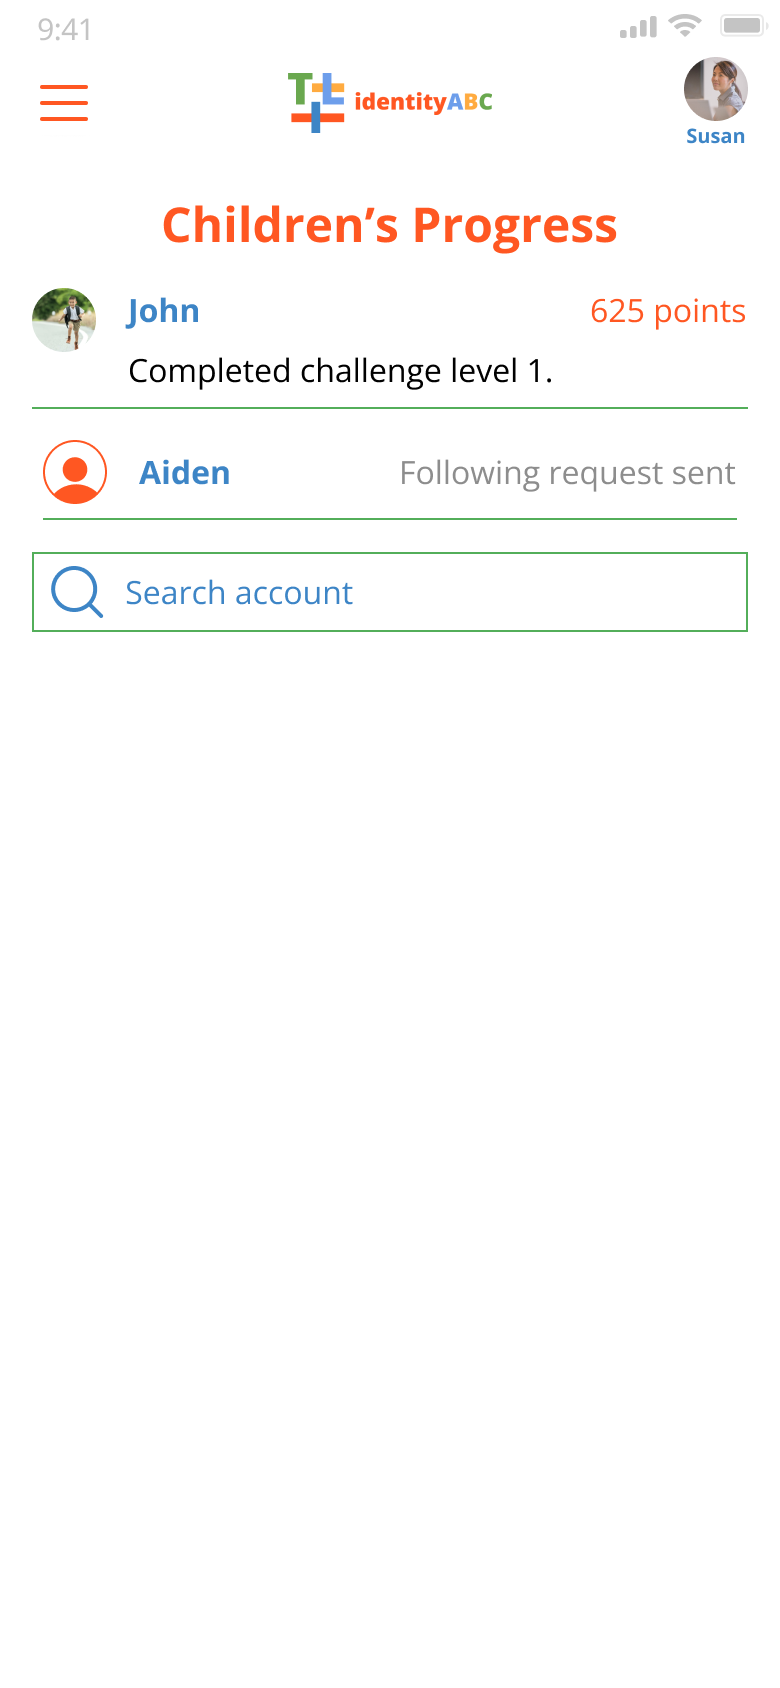 9:41
identityABC
Susan
Children’s Progress
John 625 points
Completed challenge level 1.
Aiden Following request sent
Search account